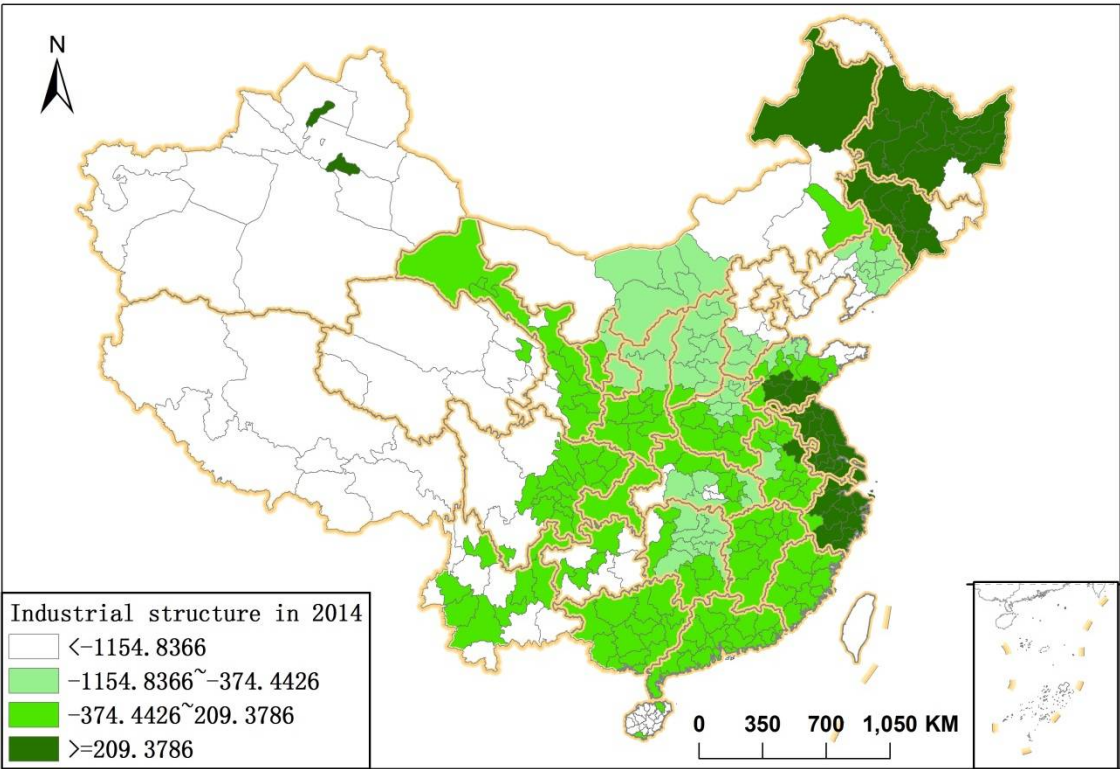 N
Industrial structure in 2014
<-1154.8366
-1154.8366~-374.4426
-374.4426~209.3786
>=209.3786
0 350 700 1,050 KM